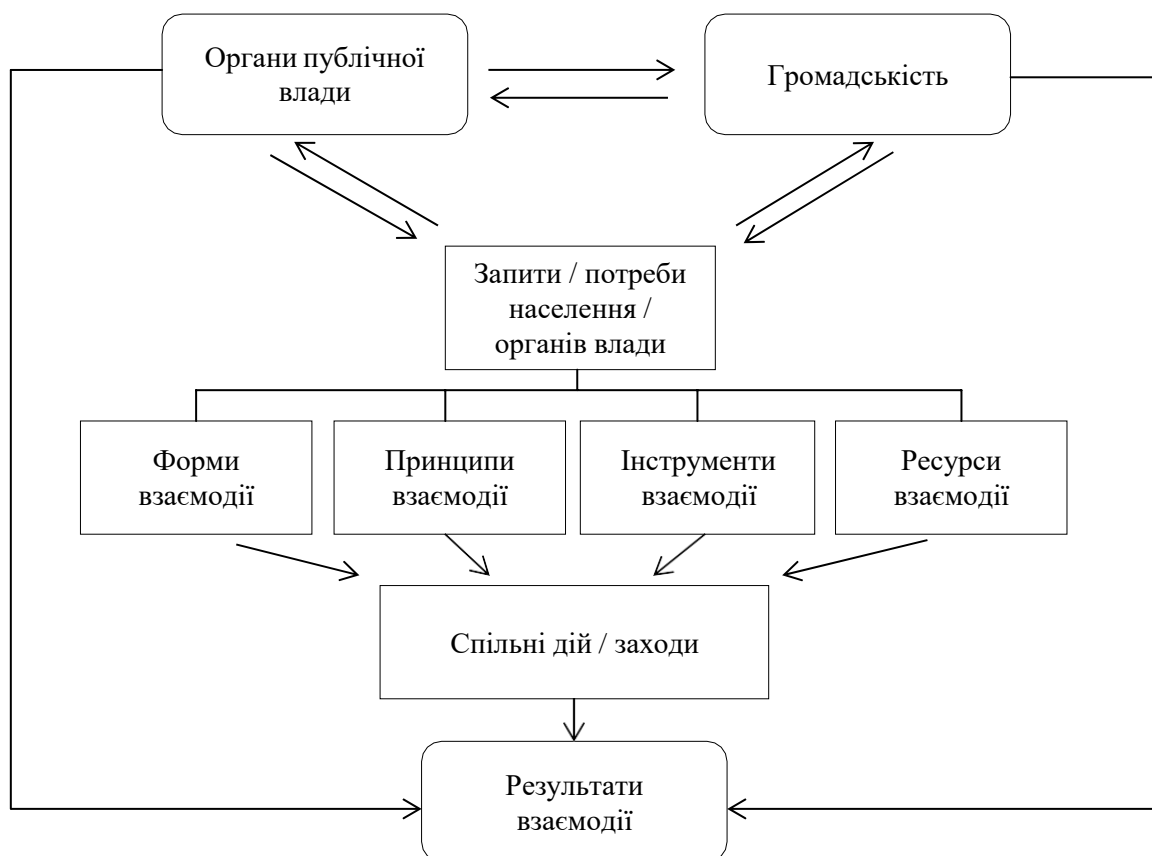 Органи публічної
влади
Громадськість
Запити / потреби
населення /
органів влади
Форми
взаємодії
Принципи
взаємодії
Інструменти
взаємодії
Ресурси
взаємодії
Спільні дій / заходи
Результати
взаємодії